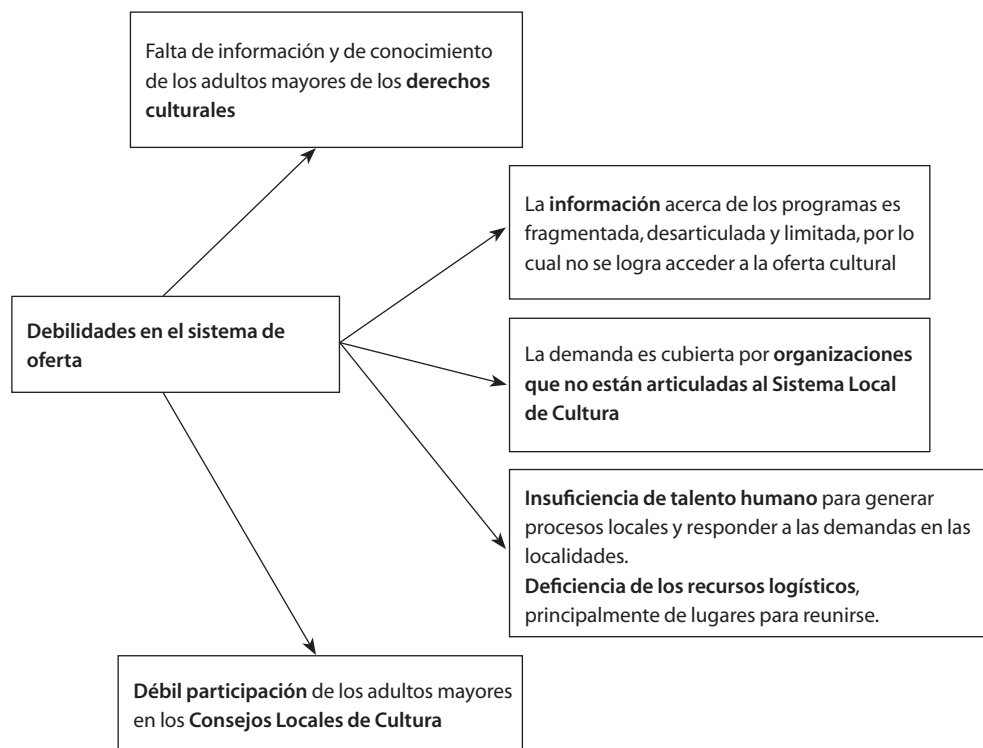 Falta de información y de conocimiento
de los adultos mayores de los derechos
culturales
La información acerca de los programas es
fragmentada, desarticulada y limitada, por lo
cual no se logra acceder a la oferta cultural
Debilidades en el sistema de
oferta
La demanda es cubierta por organizaciones
que no están articuladas al Sistema Local
de Cultura
Insuficiencia de talento humano para generar
procesos locales y responder a las demandas en las
localidades.
Deficiencia de los recursos logísticos,
principalmente de lugares para reunirse.
Débil participación de los adultos mayores
en los Consejos Locales de Cultura